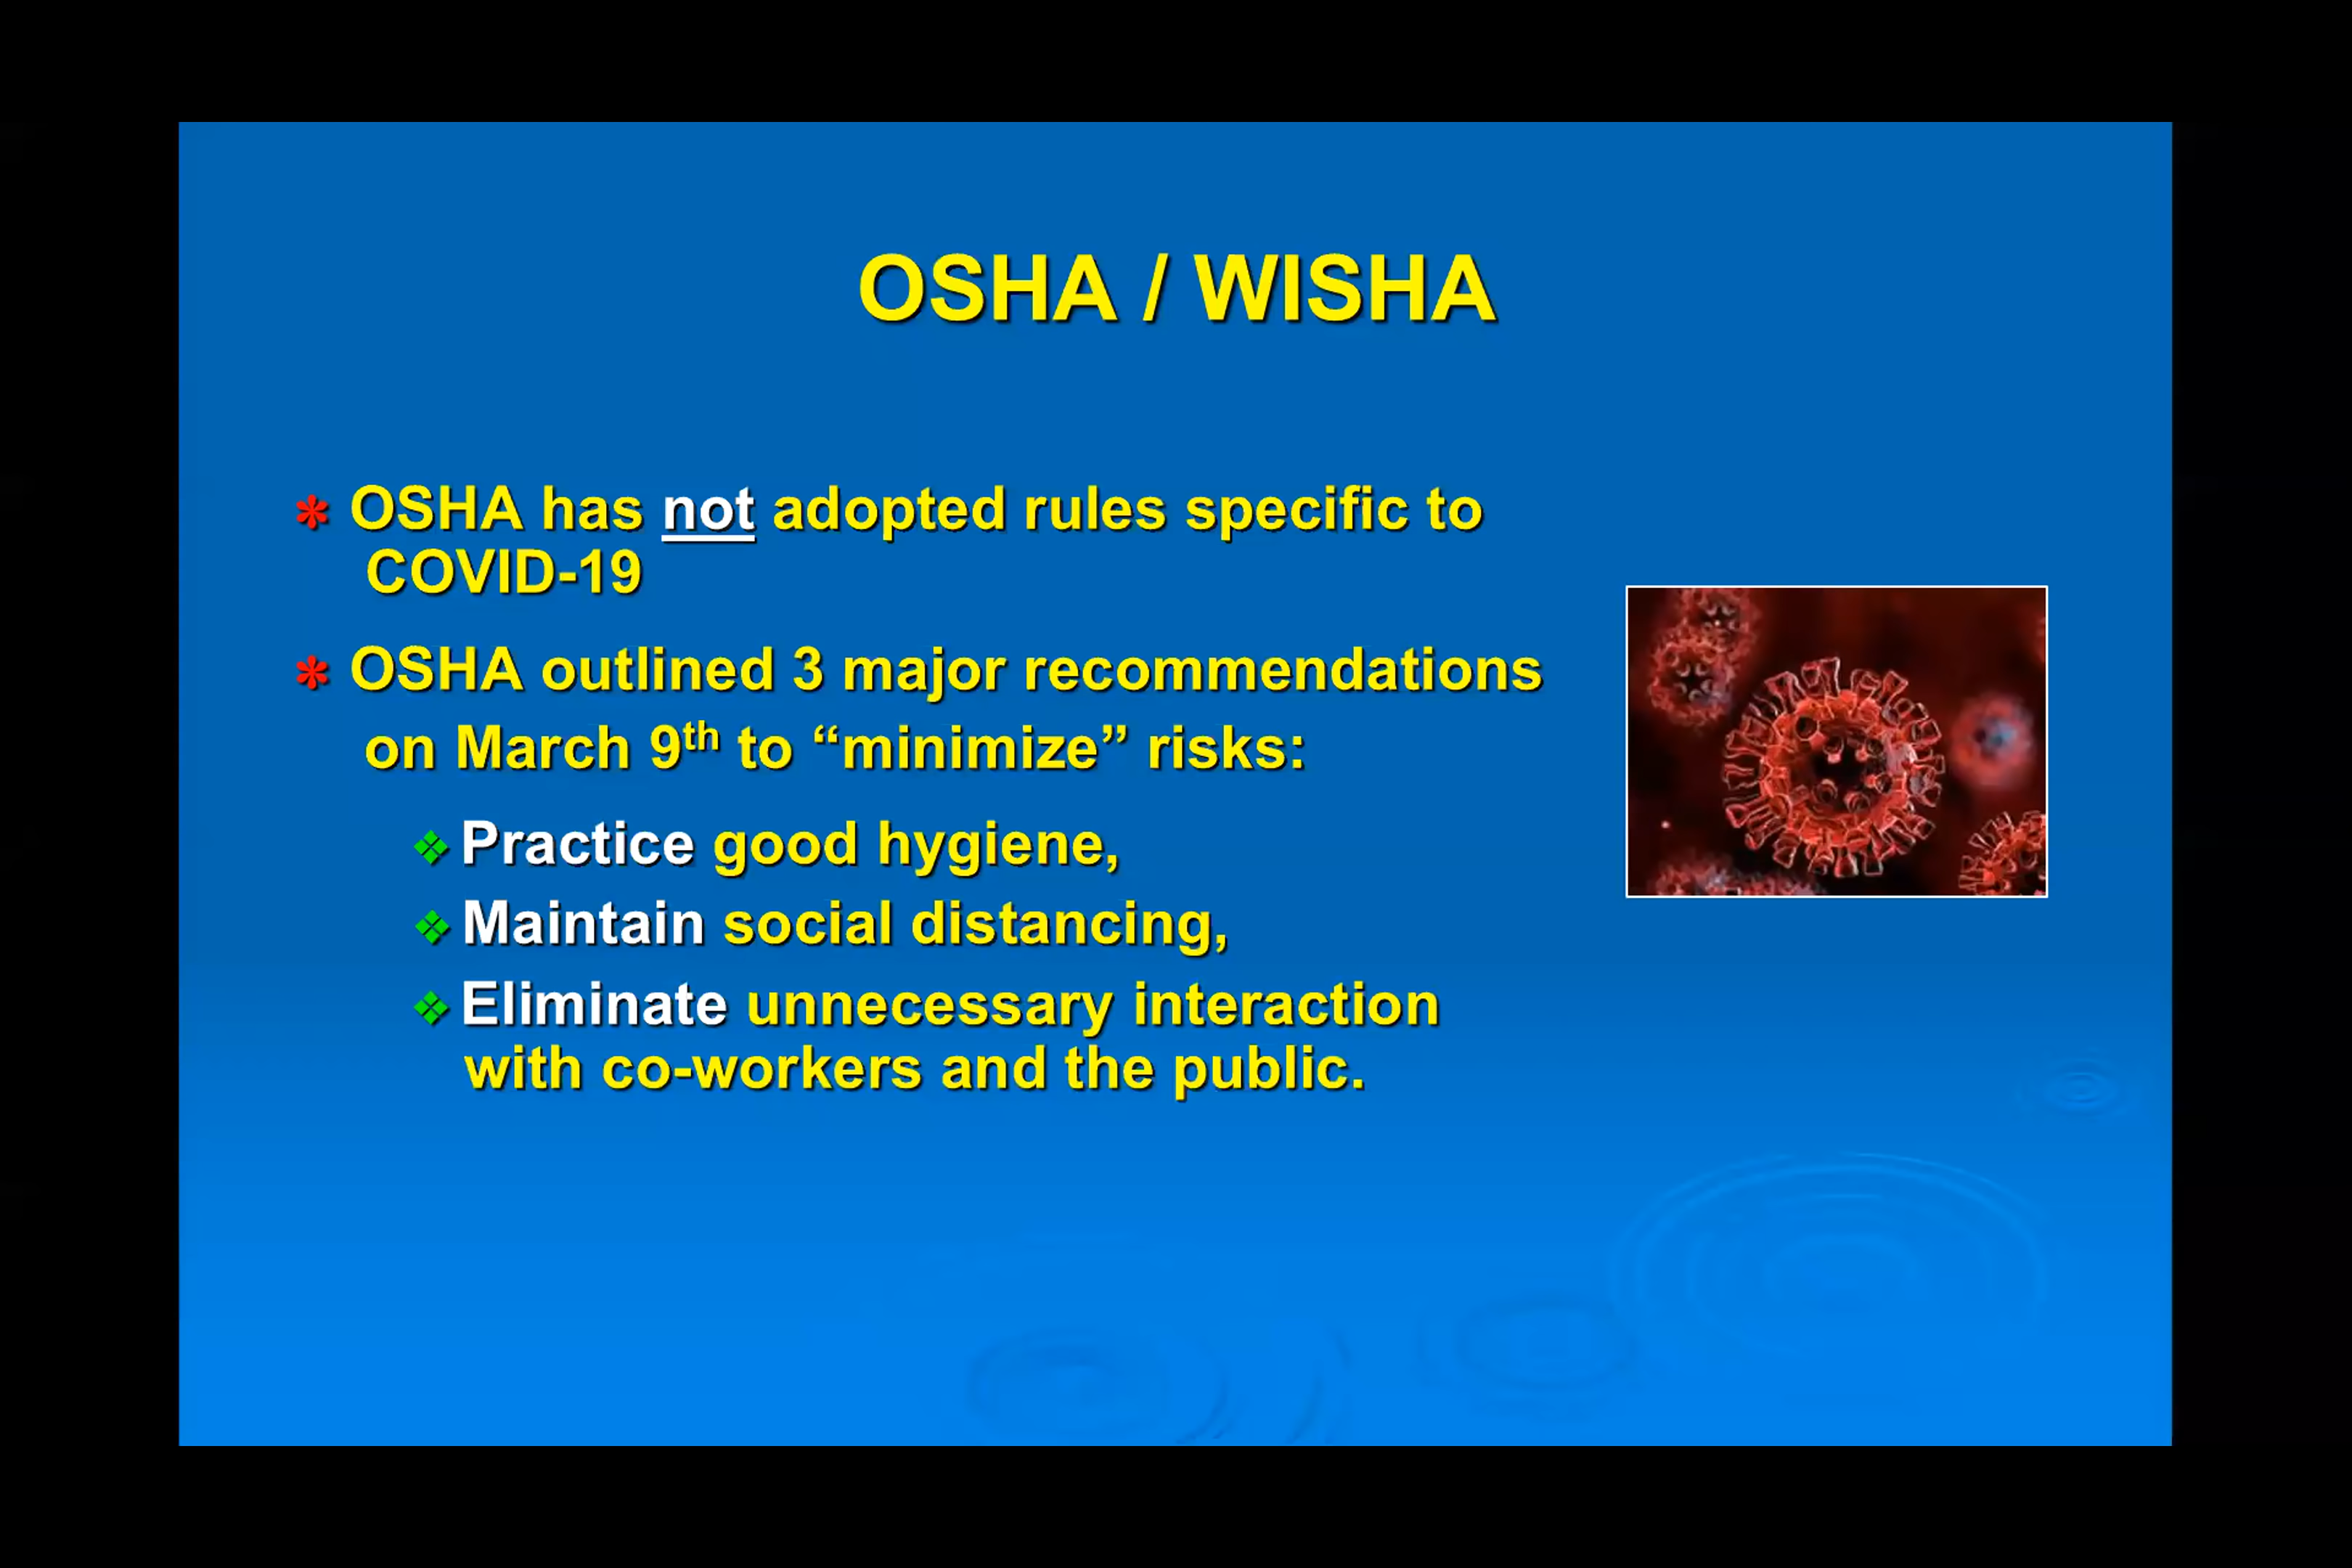 OSHA / WISHA
* OSHA has not adopted rules specific to
COVID-19
* OSHA outlined 3 major recommendations
on March 9th to “minimize” risks:
❖ Practice good hygiene,
❖ Maintain social distancing,
❖ Eliminate unnecessary interaction
with co-workers and the public.